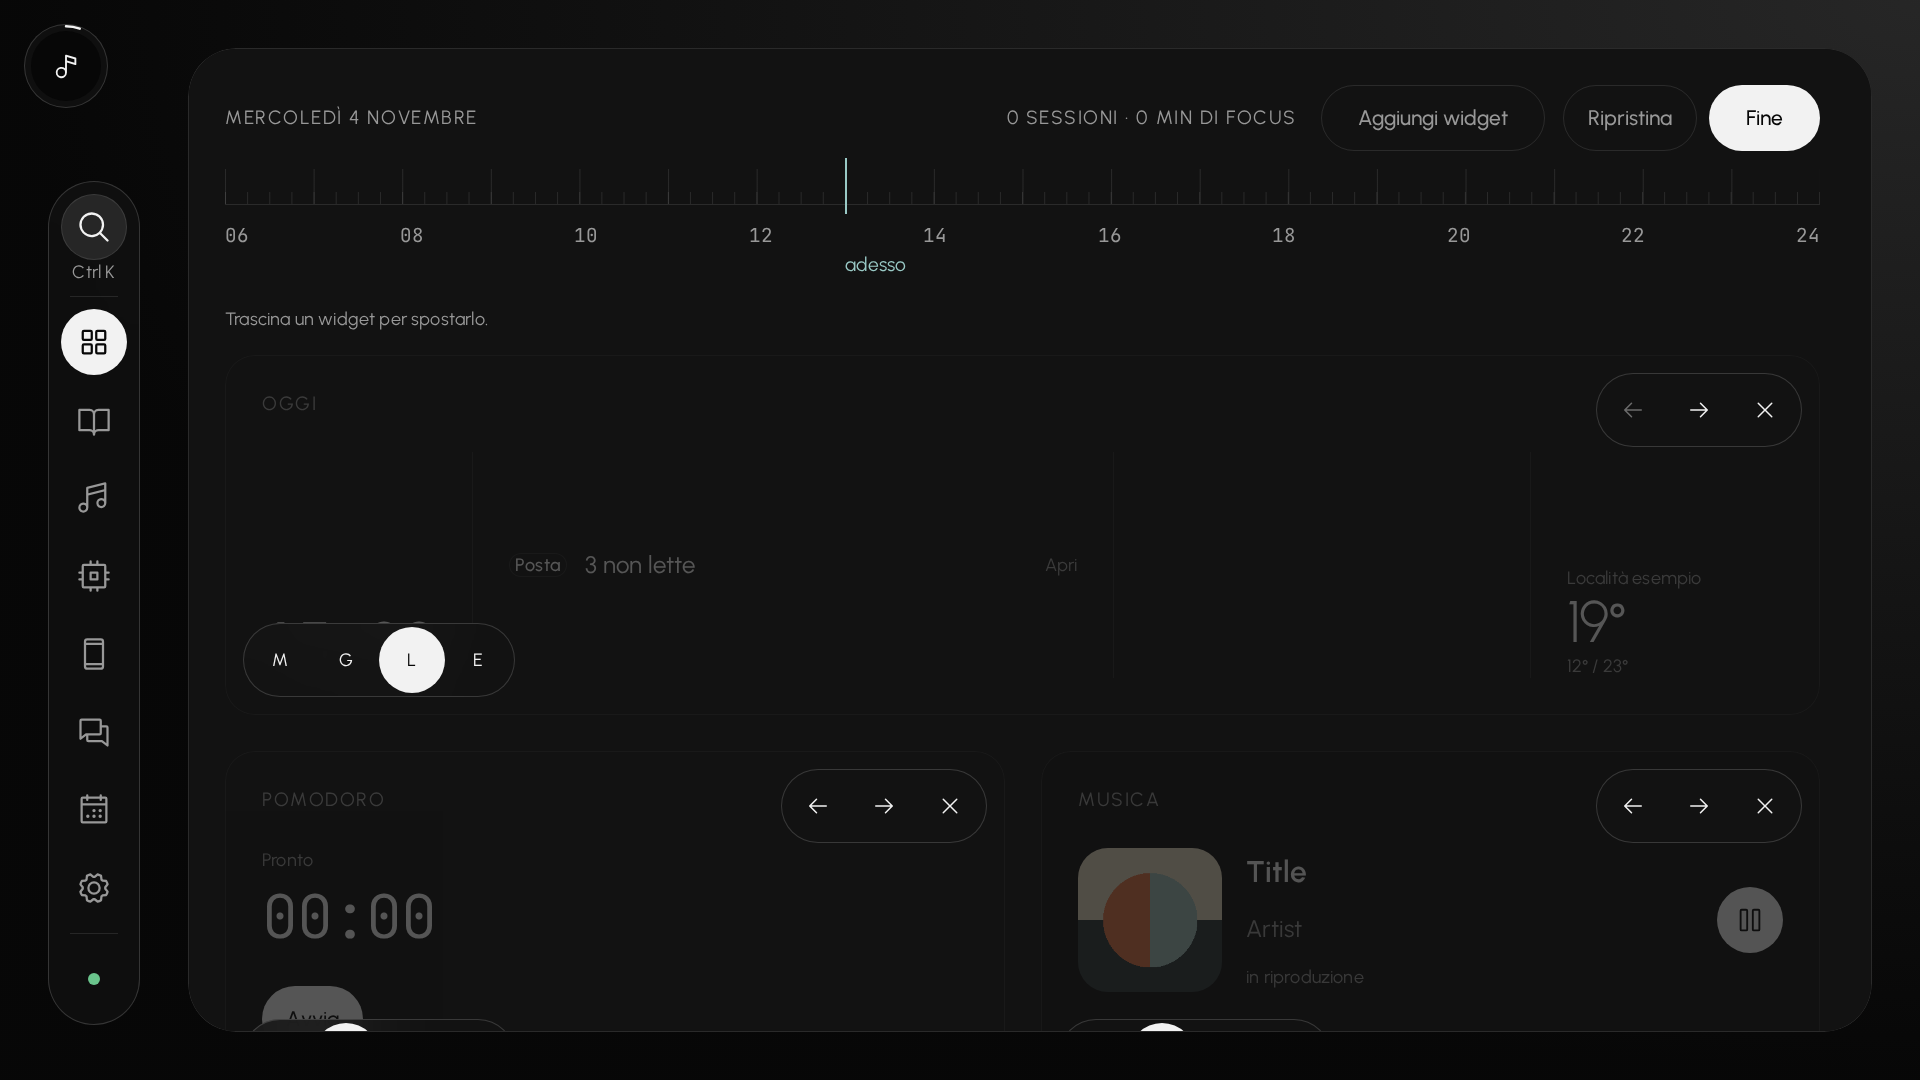 MERCOLEDÌ 4 NOVEMBRE
0 SESSIONI · 0 MIN DI FOCUS
Aggiungi widget
Ripristina
Fine
Ctrl K
06 08 10 12 14 16 18 20 22 24
adesso
Trascina un widget per spostarlo.
OGGI
Posta 3 non lette Apri
Località esempio
19°
12° / 23°
M G L E
POMODORO
Pronto
00:00
Avvia
MUSICA
Title
Artist
in riproduzione